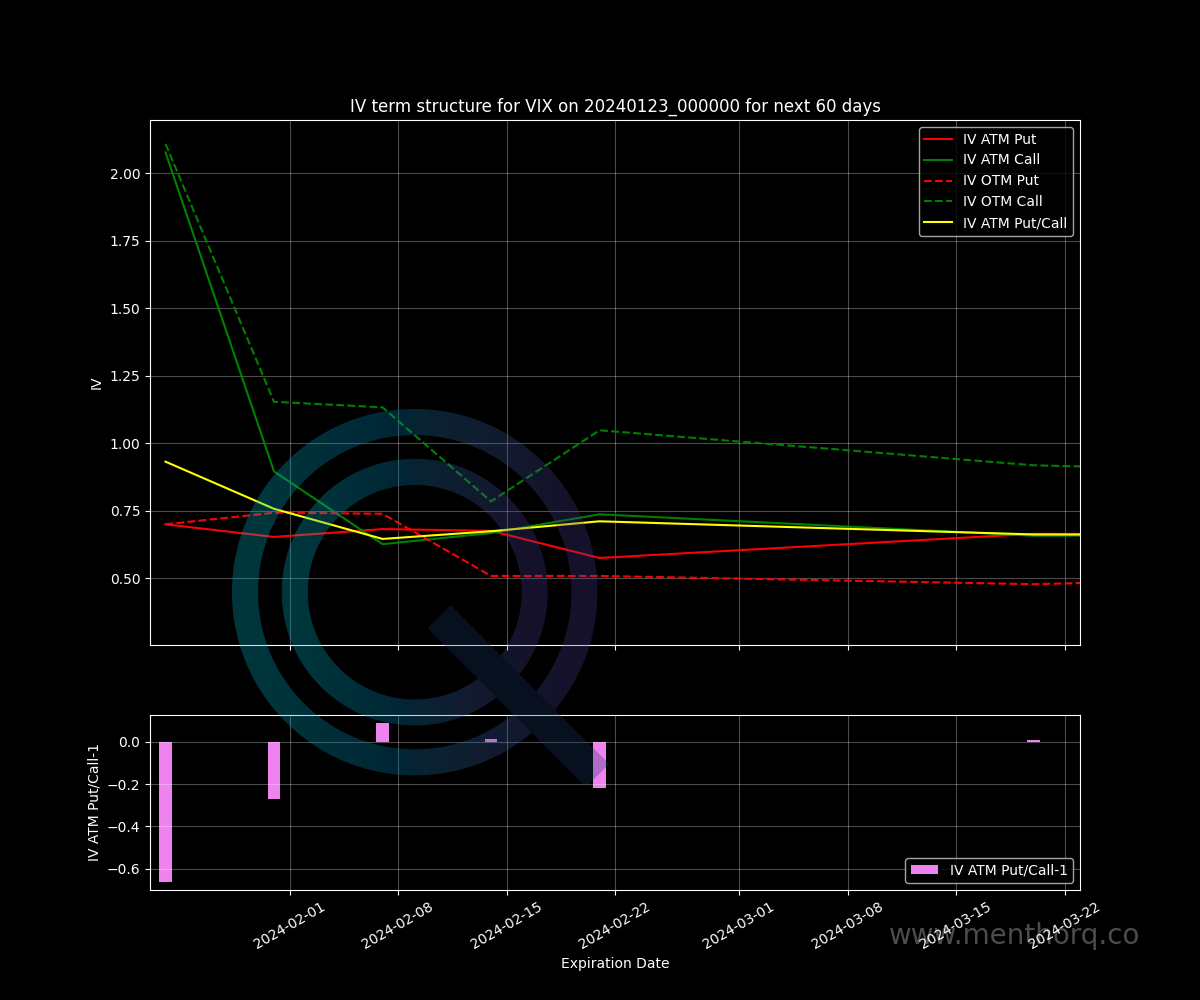 IV term structure for VIX on 20240123_000000 for next 60 days
IV ATM Put
IV ATM Call
IV OTM Put
IV OTM Call
IV ATM Put/Call
2.00
1.75
1.50
1.25
1.00
0.75
0.50
IV
0.0
−0.2
−0.4
−0.6
IV ATM Put/Call-1
IV ATM Put/Call-1
2024-02-01
2024-02-08
2024-02-15
2024-02-22
2024-03-01
2024-03-08
2024-03-15
2024-03-22
www.menthorq.co
Expiration Date